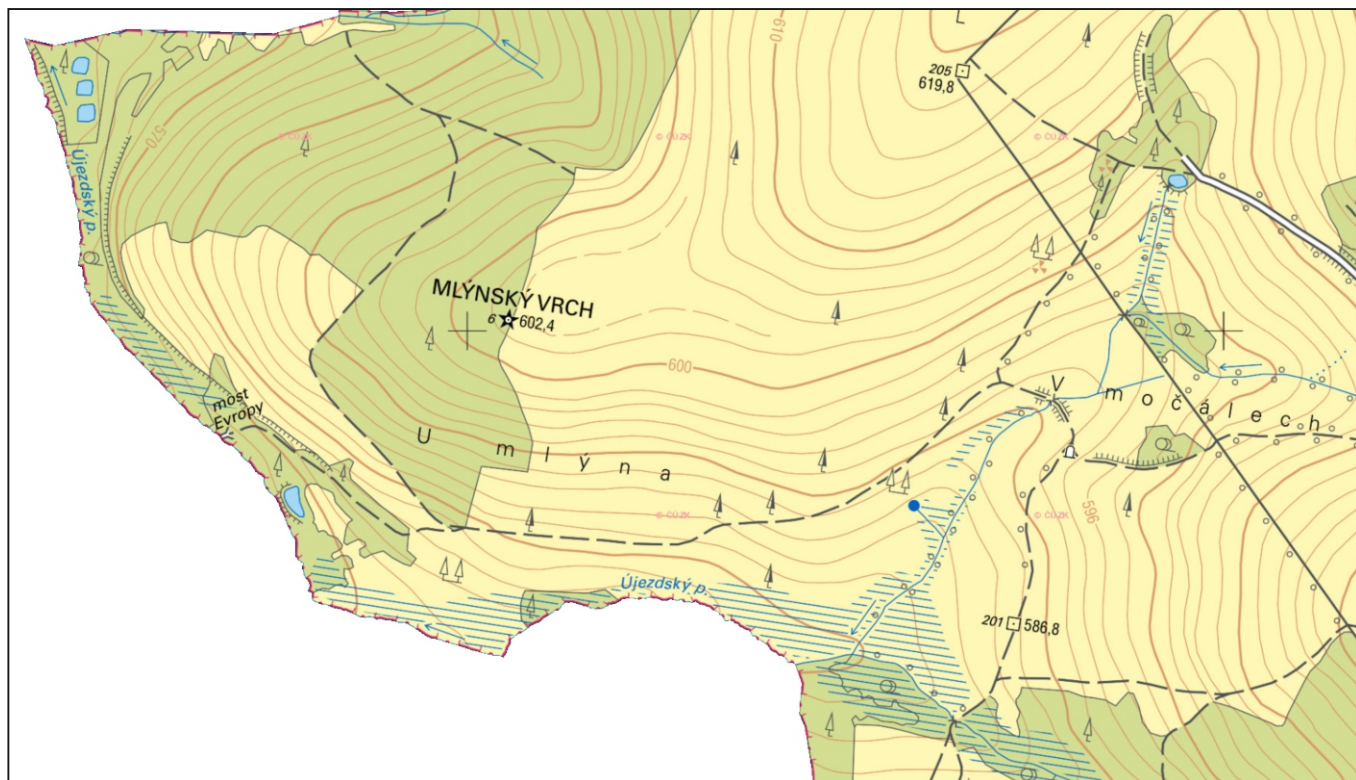 L
610
205
619,8
570
© ČÚZK
© ČÚZK
© ČÚZK
Újezdský p.
MLÝNSKÝ VRCH
6 602,4
600
V močálech
most
Evropy
U mlýna
596
© ČÚZK
© ČÚZK
Újezdský p.
201 586,8